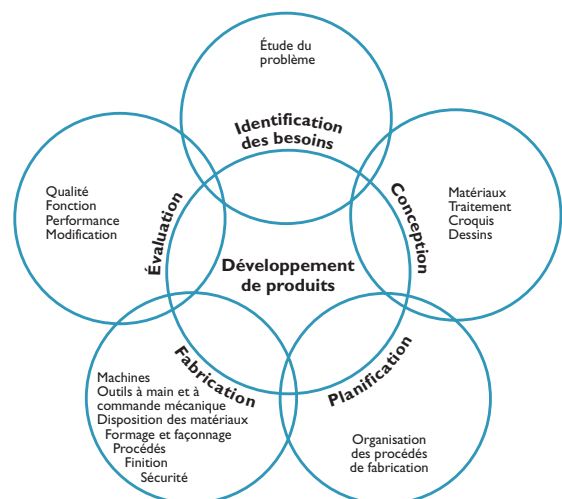 Étude du
problème
Identification
des besoins
Conception
Matériaux
Traitement
Croquis
Dessins
Planification
Organisation
des procédés
de fabrication
Fabrication
Machines
Outils à main et à
commande mécanique
Disposition des matériaux
Formage et façonnage
Procédés
Finition
Sécurité
Évaluation
Qualité
Fonction
Performance
Modification
Développement
de produits